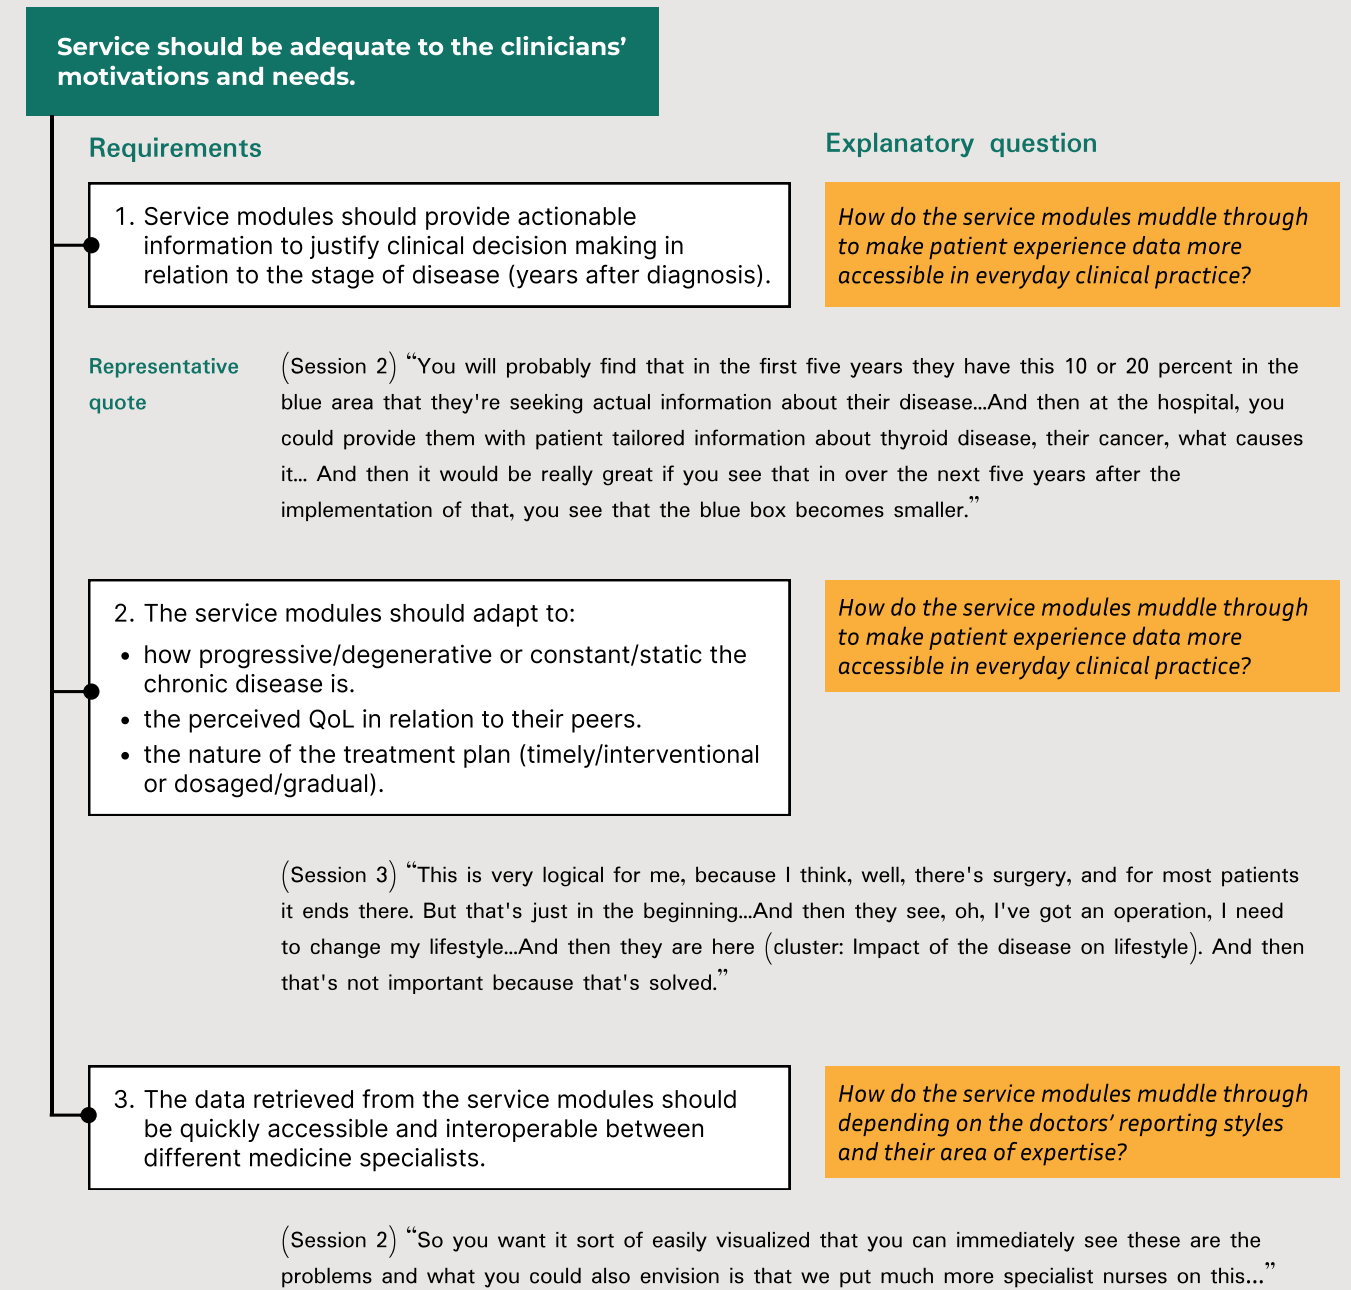 Service should be adequate to the clinicians’
motivations and needs.
Requirements
Explanatory question
1. Service modules should provide actionable
information to justify clinical decision making in
relation to the stage of disease (years after diagnosis).
How do the service modules muddle through
to make patient experience data more
accessible in everyday clinical practice?
Representative
quote
(Session 2) “You will probably find that in the first five years they have this 10 or 20 percent in the
blue area that they're seeking actual information about their disease...And then at the hospital, you
could provide them with patient tailored information about thyroid disease, their cancer, what causes
it... And then it would be really great if you see that in over the next five years after the
implementation of that, you see that the blue box becomes smaller.”
2. The service modules should adapt to:
• how progressive/degenerative or constant/static the
chronic disease is.
• the perceived QoL in relation to their peers.
• the nature of the treatment plan (timely/interventional
or dosaged/gradual).
How do the service modules muddle through
to make patient experience data more
accessible in everyday clinical practice?
(Session 3) “This is very logical for me, because I think, well, there's surgery, and for most patients
it ends there. But that's just in the beginning...And then they see, oh, I've got an operation, I need
to change my lifestyle...And then they are here (cluster: Impact of the disease on lifestyle). And then
that's not important because that's solved.”
3. The data retrieved from the service modules should
be quickly accessible and interoperable between
different medicine specialists.
How do the service modules muddle through
depending on the doctors’ reporting styles
and their area of expertise?
(Session 2) “So you want it sort of easily visualized that you can immediately see these are the
problems and what you could also envision is that we put much more specialist nurses on this...”